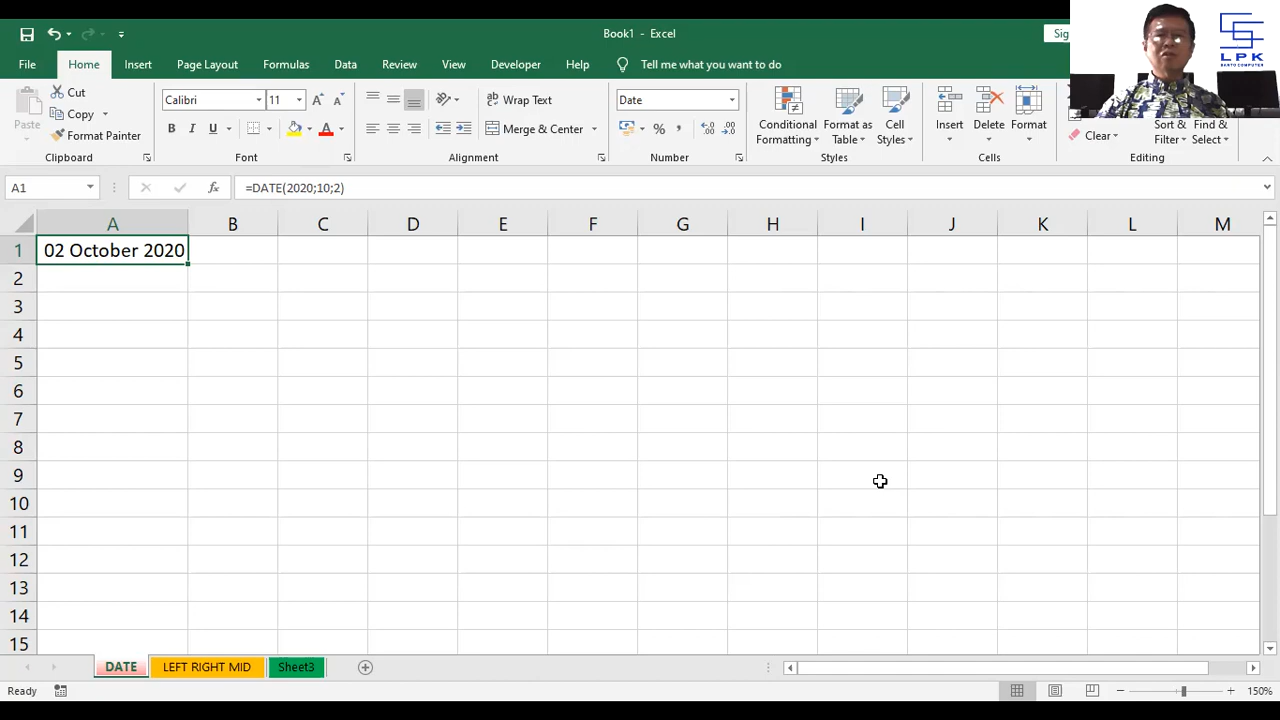 Book1 - Excel
Sig
LPK
SANTO COMPUTER
File Home Insert Page Layout Formulas Data Review View Developer Help Tell me what you want to do
Cut
Copy
Format Painter
Paste
Clipboard
Calibri 11
B I U A
Font
Wrap Text
Merge & Center
Alignment
Date
% ,
Number
Conditional Formatting
Format as Table
Cell Styles
Styles
Insert Delete Format
Cells
Clear
Sort & Filter
Find & Select
Editing
A1 fx =DATE(2020;10;2)
A B C D E F G H I J K L M
1 02 October 2020
2
3
4
5
6
7
8
9
10
11
12
13
14
15
DATE LEFT RIGHT MID Sheet3
Ready 150%